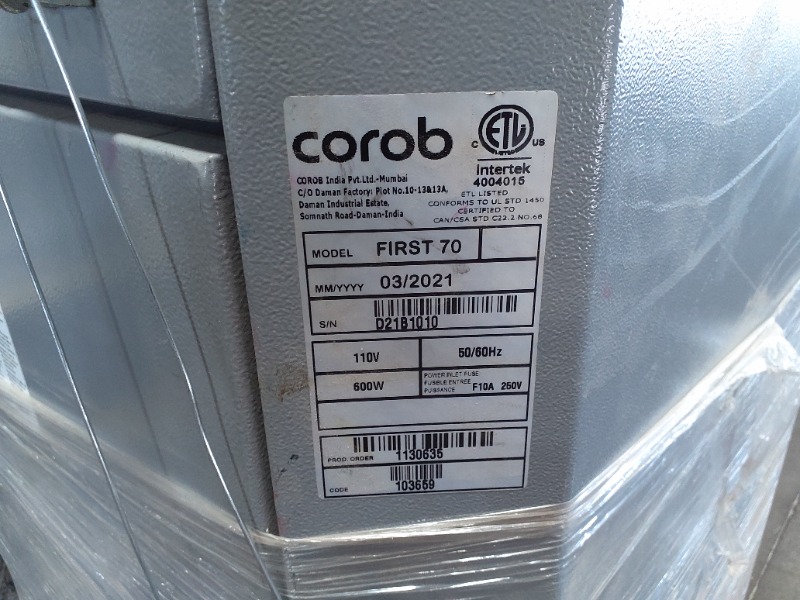 corob
COROB India Pvt.Ltd.-Mumbai
C/O Daman Factory: Plot No.10-13&13A,
Daman Industrial Estate,
Somnath Road-Daman-India
C ETL US
Intertek
4004015
ETL LISTED
CONFORMS TO UL STD 1450
CERTIFIED TO
CAN/CSA STD C22.2 NO.68
MODEL FIRST 70
MM/YYYY 03/2021
S/N D21B1010
110V 50/60Hz
600W POWER INLET FUSE
FUSIBLE ENTREE
PUISSANCE F10A 250V
PROD. ORDER 1130635
CODE 103659